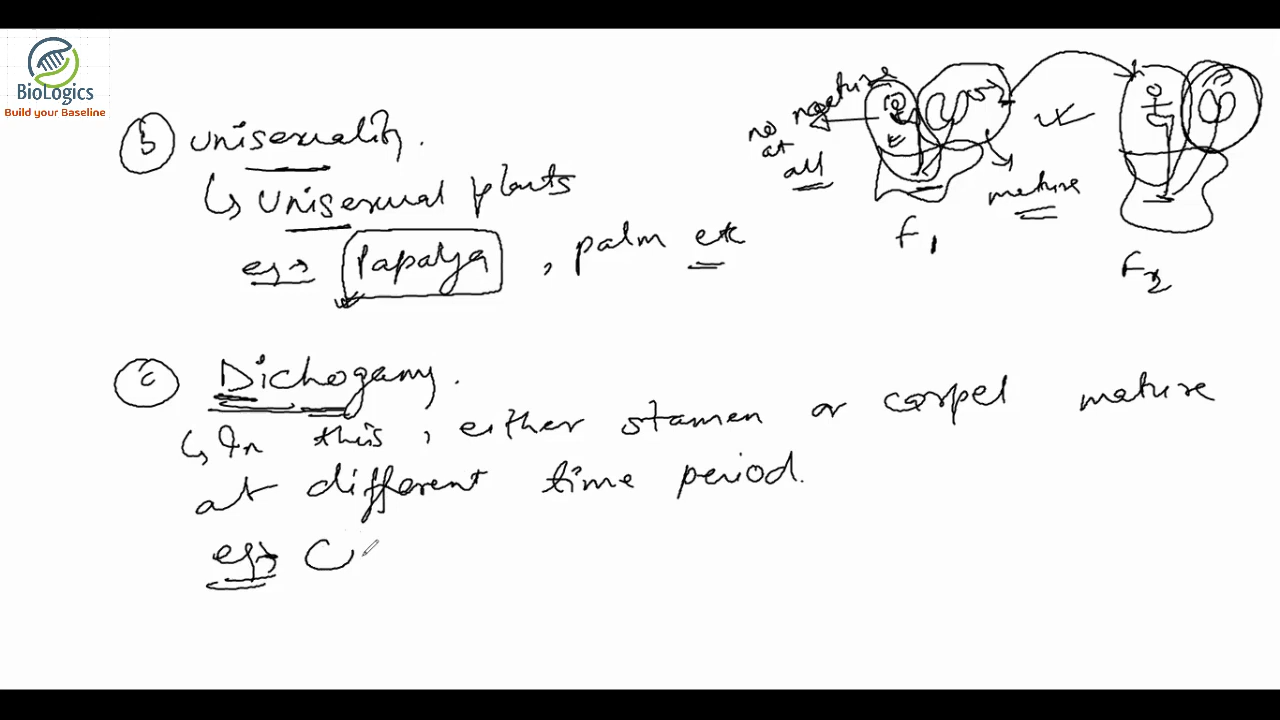 BioLogics
Build your Baseline
b unisexuality.
↳ unisexual plants
eg→ Papaya, palm etc
no mature
at
all
mature
F1
F2
c Dichogamy.
↳ In this, either stamen or carpel mature
at different time period.
eg→ C